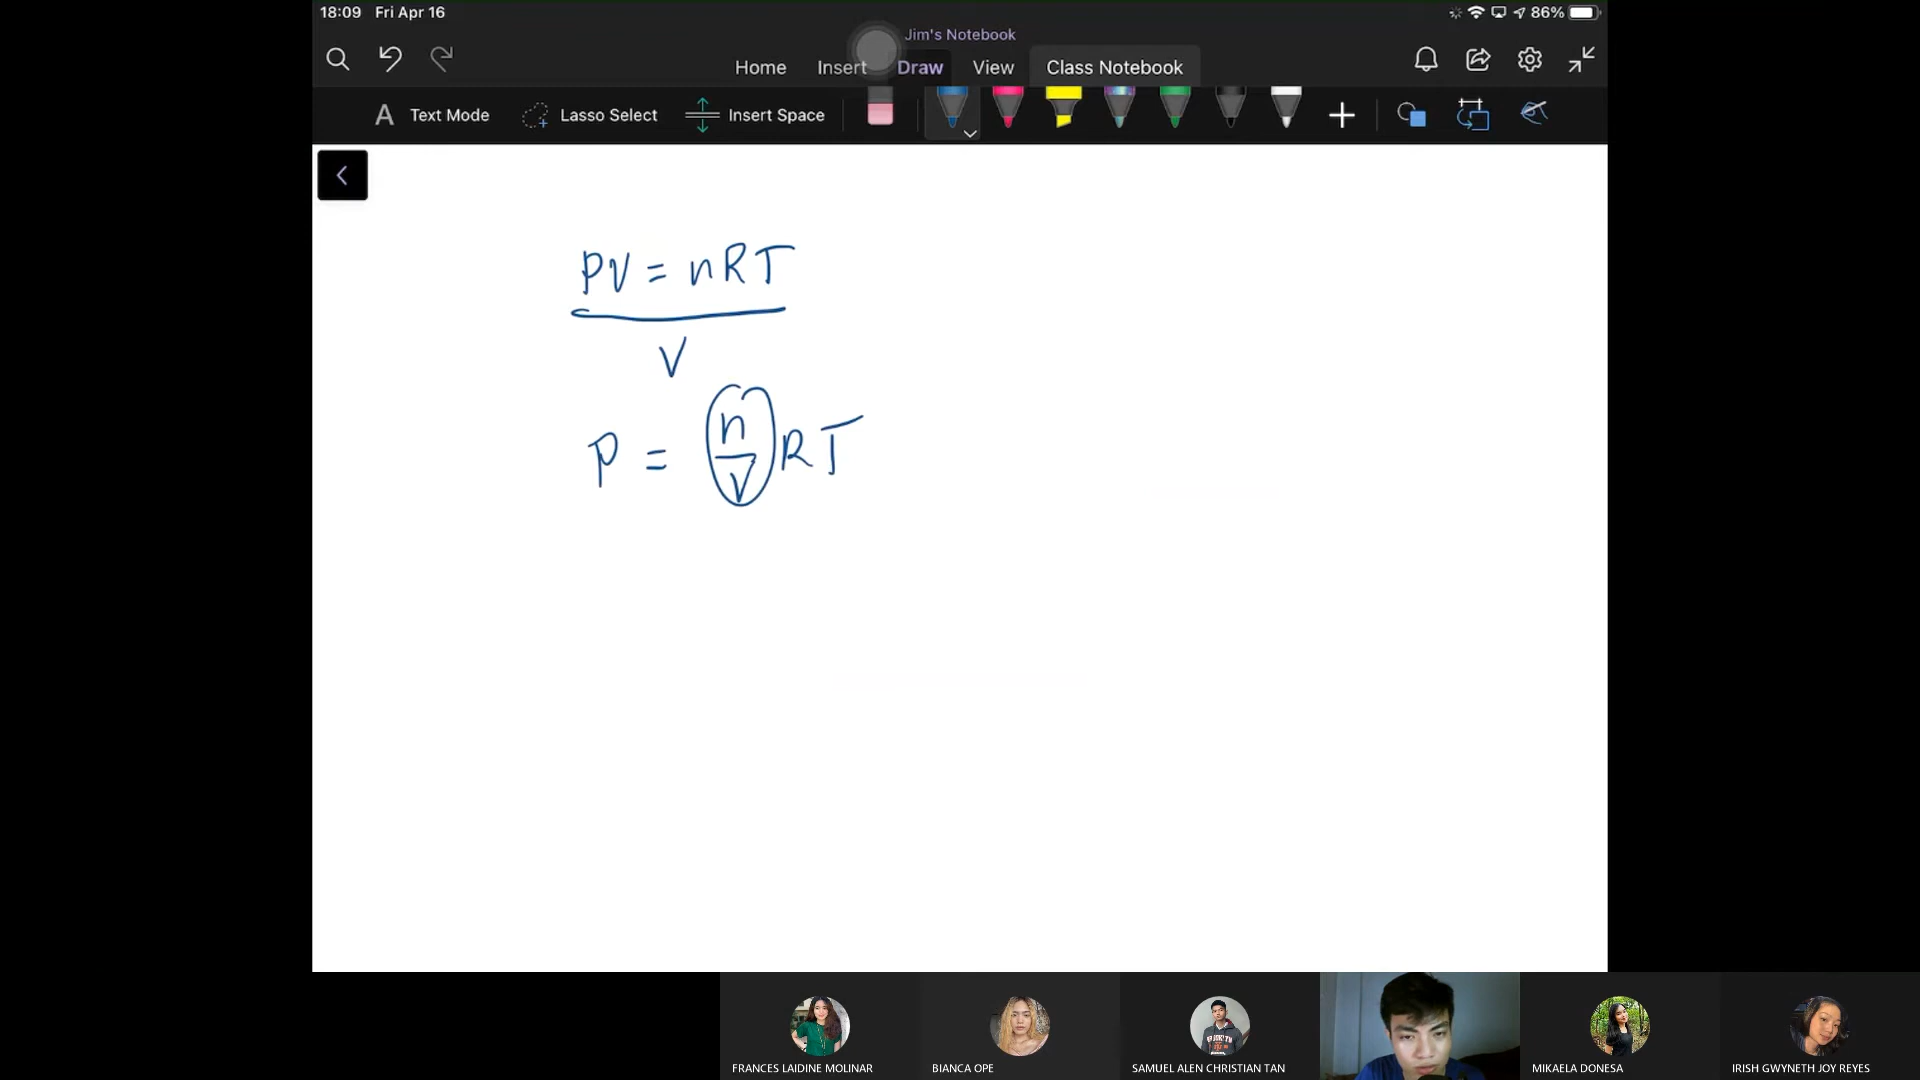 18:09 Fri Apr 16 86%
Jim's Notebook
Home Insert Draw View Class Notebook
A Text Mode Lasso Select Insert Space
PV = nRT
V
P = n/V RT
FRANCES LAIDINE MOLINAR BIANCA OPE SAMUEL ALEN CHRISTIAN TAN MIKAELA DONESA IRISH GWYNETH JOY REYES